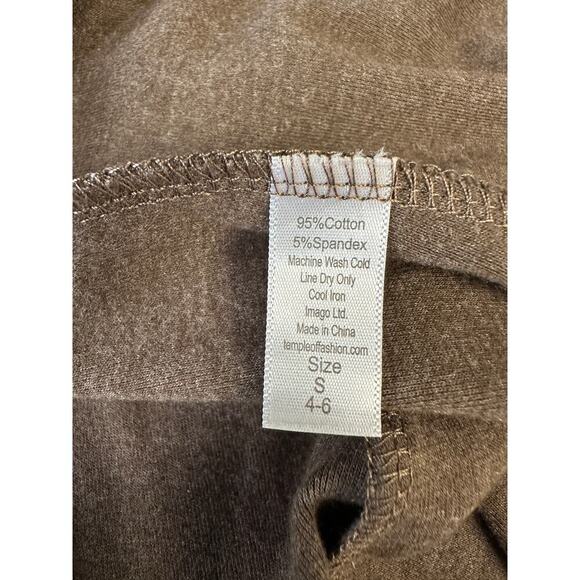 95%Cotton
5%Spandex
Machine Wash Cold
Line Dry Only
Cool Iron
Imago Ltd.
Made in China
templeoffashion.com
Size
S
4-6